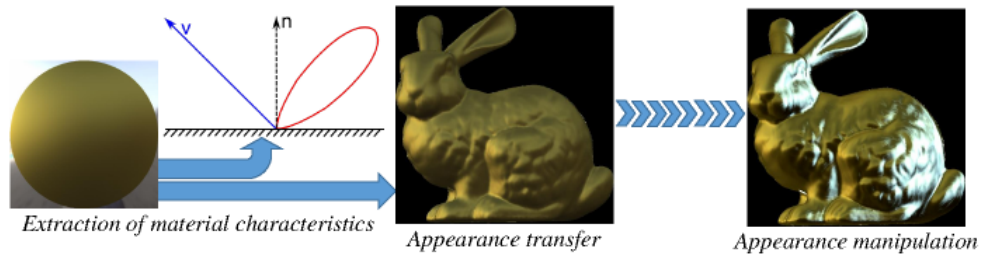 v
n
Extraction of material characteristics
Appearance transfer
Appearance manipulation